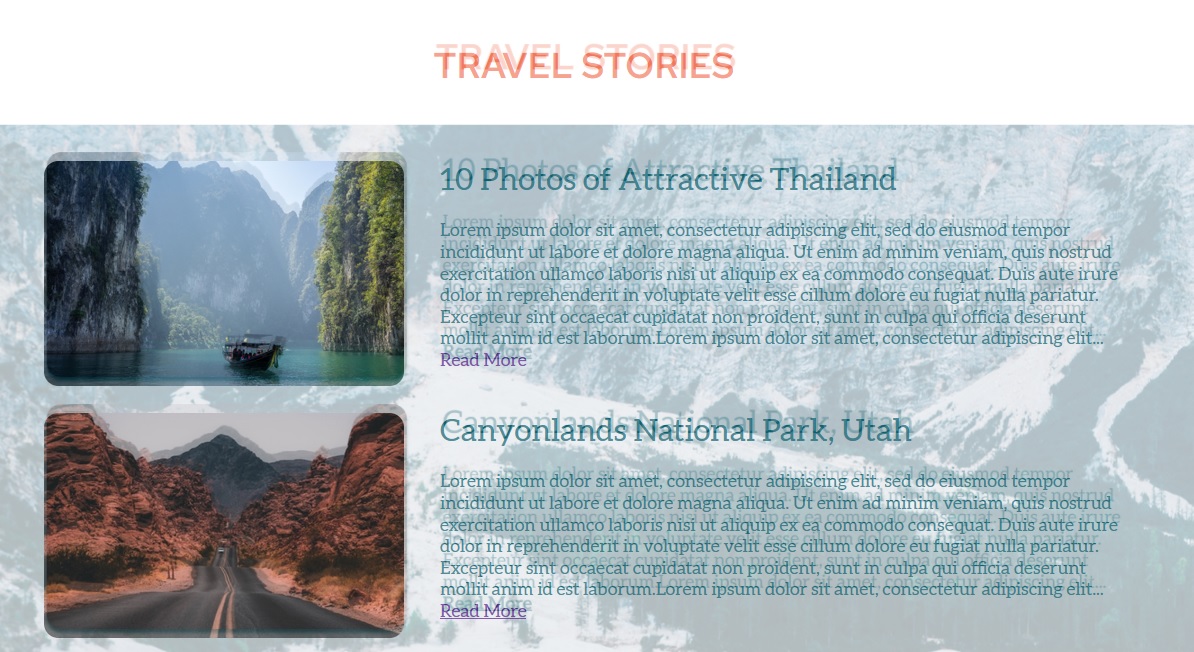 TRAVEL STORIES
10 Photos of Attractive Thailand
Lorem ipsum dolor sit amet, consectetur adipiscing elit, sed do eiusmod tempor
incididunt ut labore et dolore magna aliqua. Ut enim ad minim veniam, quis nostrud
exercitation ullamco laboris nisi ut aliquip ex ea commodo consequat. Duis aute irure
dolor in reprehenderit in voluptate velit esse cillum dolore eu fugiat nulla pariatur.
Excepteur sint occaecat cupidatat non proident, sunt in culpa qui officia deserunt
mollit anim id est laborum.Lorem ipsum dolor sit amet, consectetur adipiscing elit...
Read More
Canyonlands National Park, Utah
Lorem ipsum dolor sit amet, consectetur adipiscing elit, sed do eiusmod tempor
incididunt ut labore et dolore magna aliqua. Ut enim ad minim veniam, quis nostrud
exercitation ullamco laboris nisi ut aliquip ex ea commodo consequat. Duis aute irure
dolor in reprehenderit in voluptate velit esse cillum dolore eu fugiat nulla pariatur.
Excepteur sint occaecat cupidatat non proident, sunt in culpa qui officia deserunt
mollit anim id est laborum.Lorem ipsum dolor sit amet, consectetur adipiscing elit...
Read More